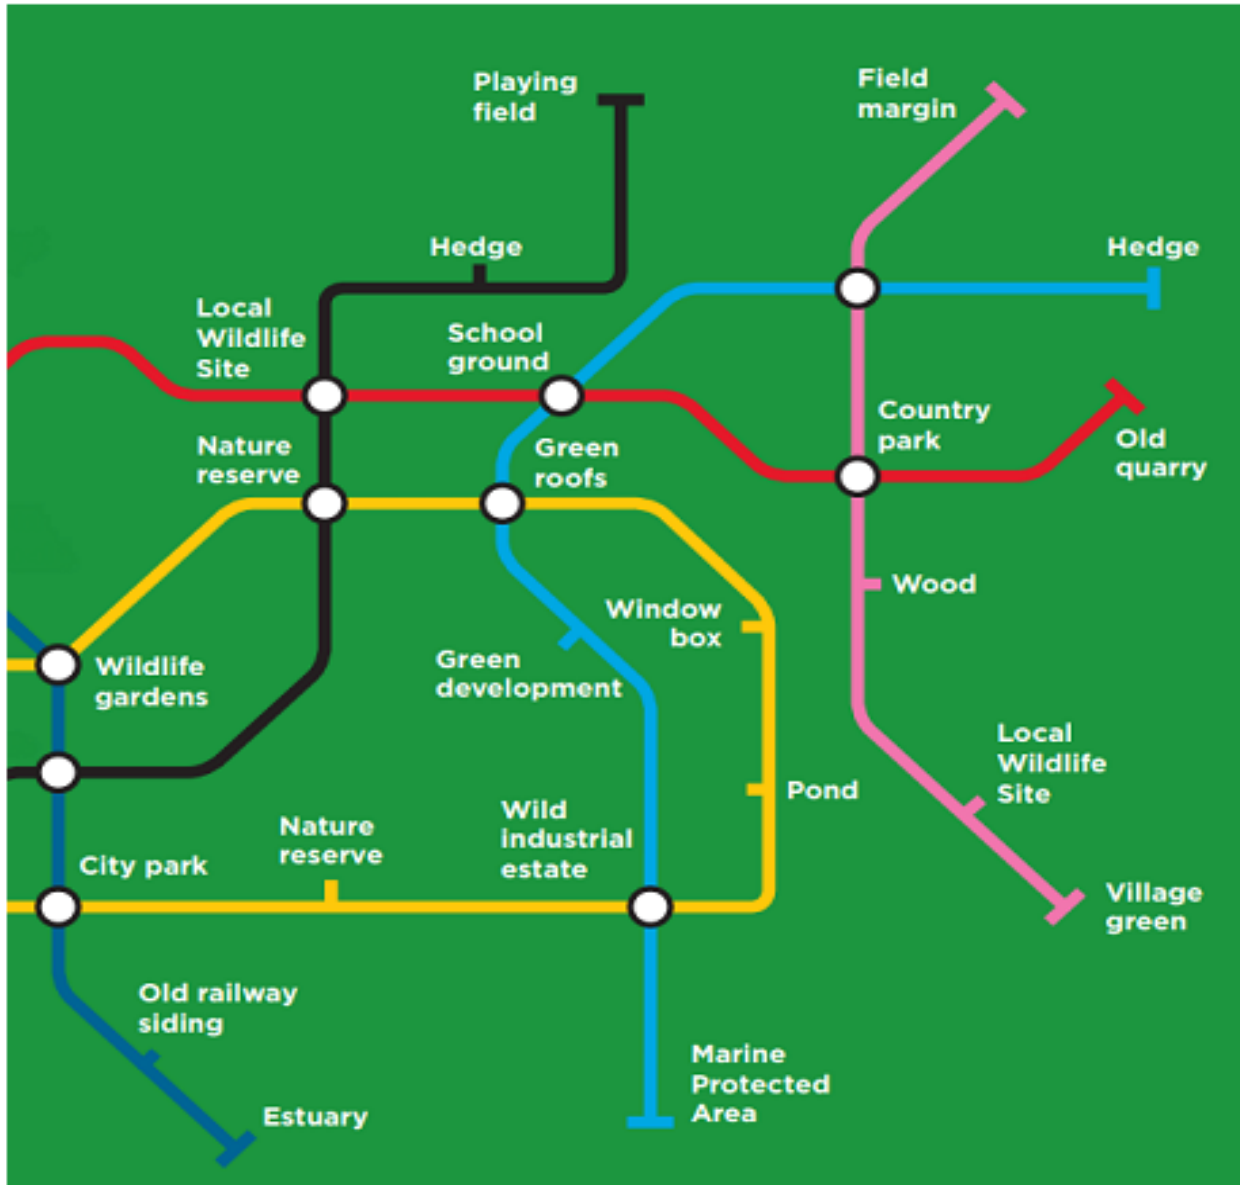 Playing
field
Field
margin
Hedge
Hedge
Local
Wildlife
Site
School
ground
Country
park
Old
quarry
Nature
reserve
Green
roofs
Wood
Window
box
Wildlife
gardens
Green
development
Local
Wildlife
Site
Pond
Wild
industrial
estate
Nature
reserve
City park
Village
green
Old railway
siding
Marine
Protected
Area
Estuary